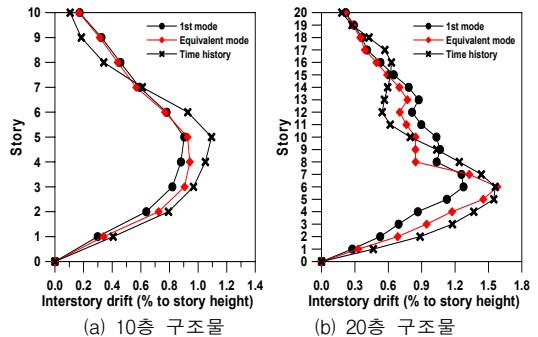 10
9
8
7
6
5
4
3
2
1
0
Story
1st mode
Equivalent mode
Time history
0.0 0.2 0.4 0.6 0.8 1.0 1.2 1.4
Interstory drift (% to story height)
(a) 10층 구조물
20
19
18
17
16
15
14
13
12
11
10
9
8
7
6
5
4
3
2
1
0
1st mode
Equivalent mode
Time history
0.0 0.3 0.6 0.9 1.2 1.5 1.8
Interstory drift (% to story height)
(b) 20층 구조물